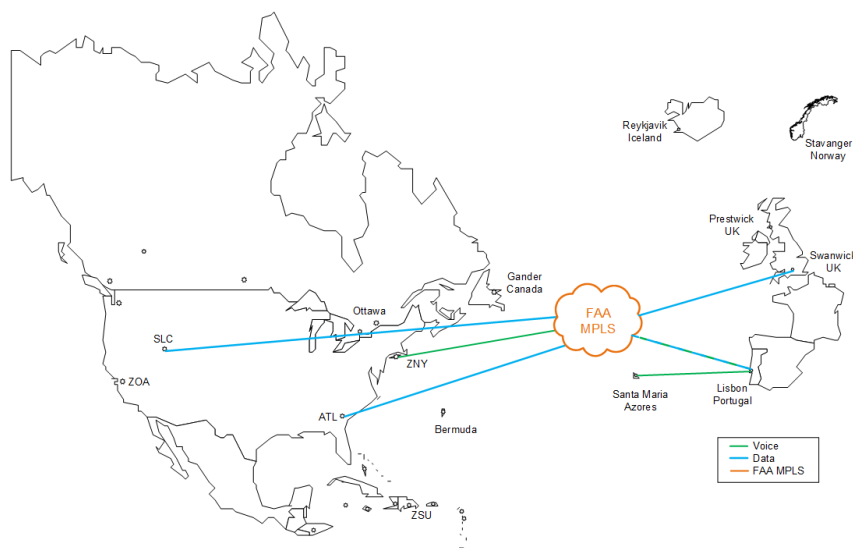 Reykjavik
Iceland
Stavanger
Norway
Prestwick
UK
Swanwick
UK
Gander
Canada
FAA
MPLS
Ottawa
SLC
ZNY
ZOA
Santa Maria
Azores
Lisbon
Portugal
ATL
Bermuda
Voice
Data
FAA MPLS
ZSU